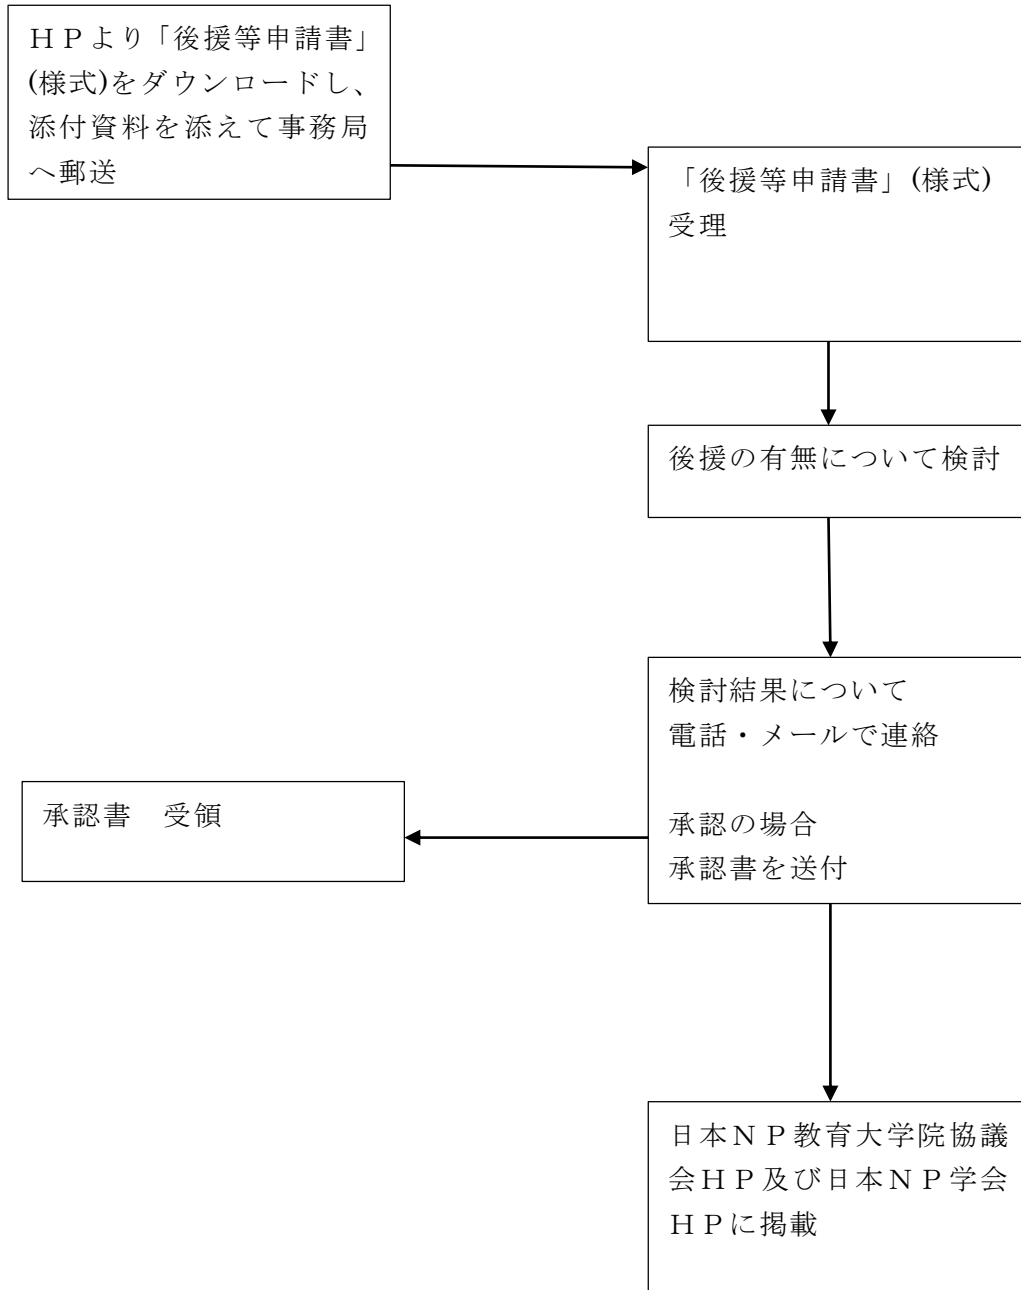 ＨＰより「後援等申請書」
(様式)をダウンロードし、
添付資料を添えて事務局
へ郵送
「後援等申請書」(様式)
受理
後援の有無について検討
検討結果について
電話・メールで連絡
承認の場合
承認書を送付
承認書　受領
日本ＮＰ教育大学院協議
会ＨＰ及び日本ＮＰ学会
ＨＰに掲載